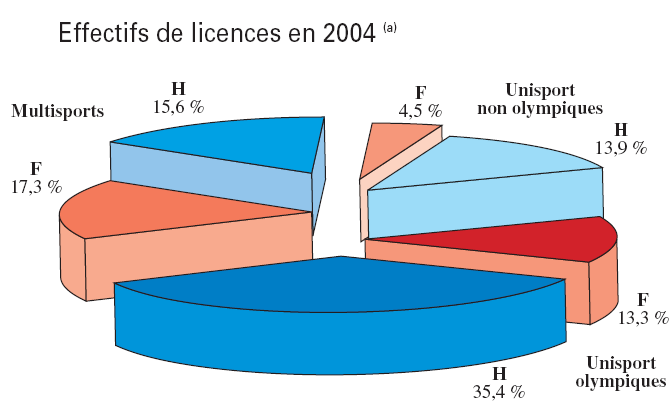 Effectifs de licences en 2004 (a)
Multisports
H
15,6 %
F
17,3 %
F
4,5 %
Unisport
non olympiques
H
13,9 %
F
13,3 %
Unisport
olympiques
H
35,4 %